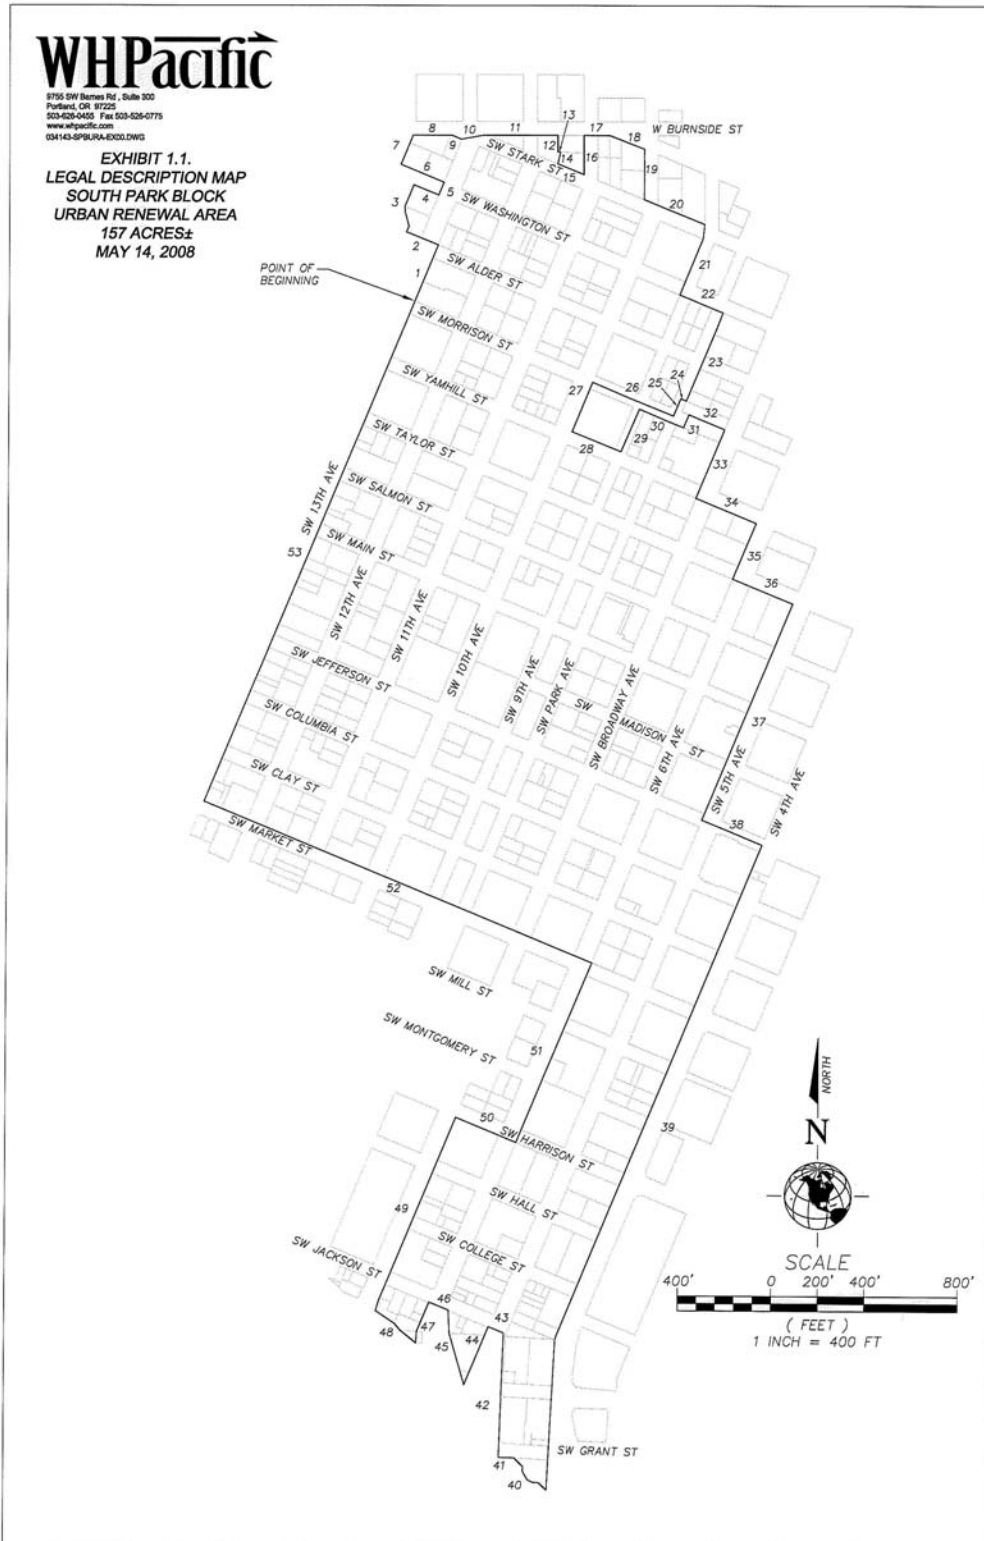 WHPacific
9755 SW Barnes Rd., Suite 300
Portland, OR 97225
503-626-0455 Fax 503-526-0775
www.whpacific.com
034143-SPBURA-EX00.DWG
EXHIBIT 1.1.
LEGAL DESCRIPTION MAP
SOUTH PARK BLOCK
URBAN RENEWAL AREA
157 ACRES±
MAY 14, 2008
POINT OF
BEGINNING
W BURNSIDE ST
SW STARK ST
SW WASHINGTON ST
SW ALDER ST
SW MORRISON ST
SW YAMHILL ST
SW TAYLOR ST
SW SALMON ST
SW MAIN ST
SW 13TH AVE
SW 12TH AVE
SW 11TH AVE
SW 10TH AVE
SW 9TH AVE
SW PARK AVE
SW BROADWAY AVE
SW 6TH AVE
SW 5TH AVE
SW 4TH AVE
SW MADISON ST
SW JEFFERSON ST
SW COLUMBIA ST
SW CLAY ST
SW MARKET ST
SW MILL ST
SW MONTGOMERY ST
SW HARRISON ST
SW HALL ST
SW COLLEGE ST
SW JACKSON ST
SW GRANT ST
1
2
3
4
5
6
7
8
9
10
11
12
13
14
15
16
17
18
19
20
21
22
23
24
25
26
27
28
29
30
31
32
33
34
35
36
37
38
39
40
41
42
43
44
45
46
47
48
49
50
51
52
53
NORTH
N
SCALE
400' 0 200' 400' 800'
( FEET )
1 INCH = 400 FT